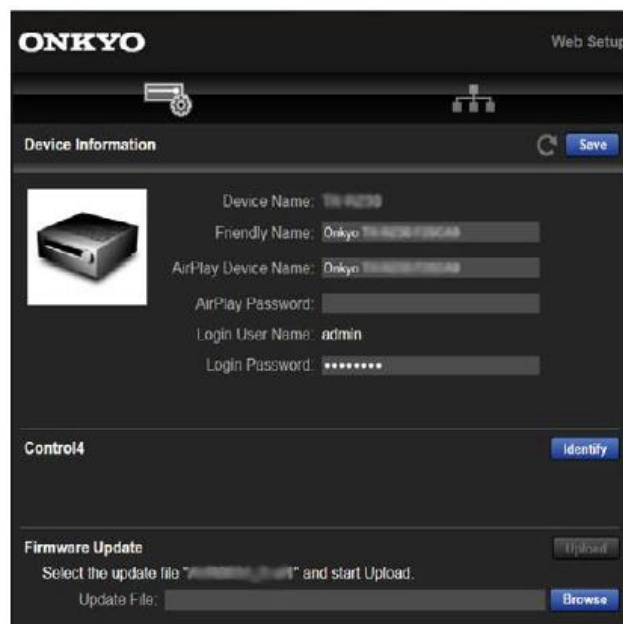 ONKYO
Web Setup
Device Information
Save
Device Name:
Friendly Name: Onkyo
AirPlay Device Name: Onkyo
AirPlay Password:
Login User Name: admin
Login Password: ••••••••
Control4
Identify
Firmware Update
Upload
Select the update file " " and start Upload.
Update File:
Browse